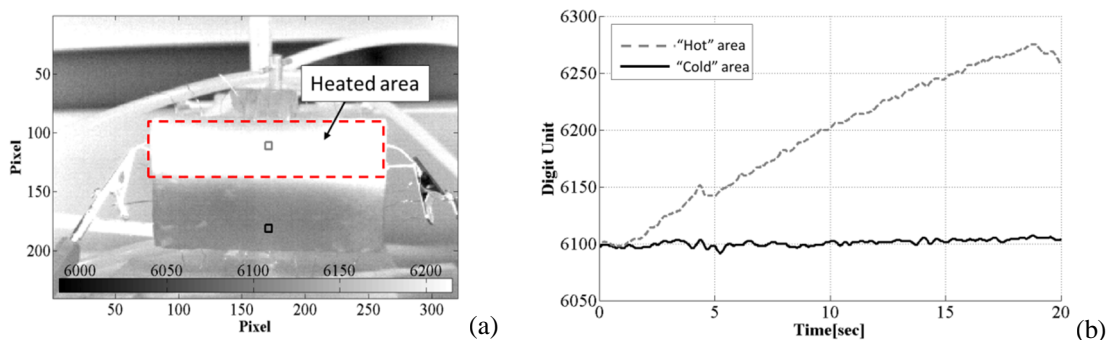 50
100
150
200
Pixel
Heated area
6000 6050 6100 6150 6200
50 100 150 200 250 300
Pixel
(a)
6300
6250
6200
6150
6100
6050
Digit Unit
“Hot” area
“Cold” area
0 5 10 15 20
Time[sec]
(b)